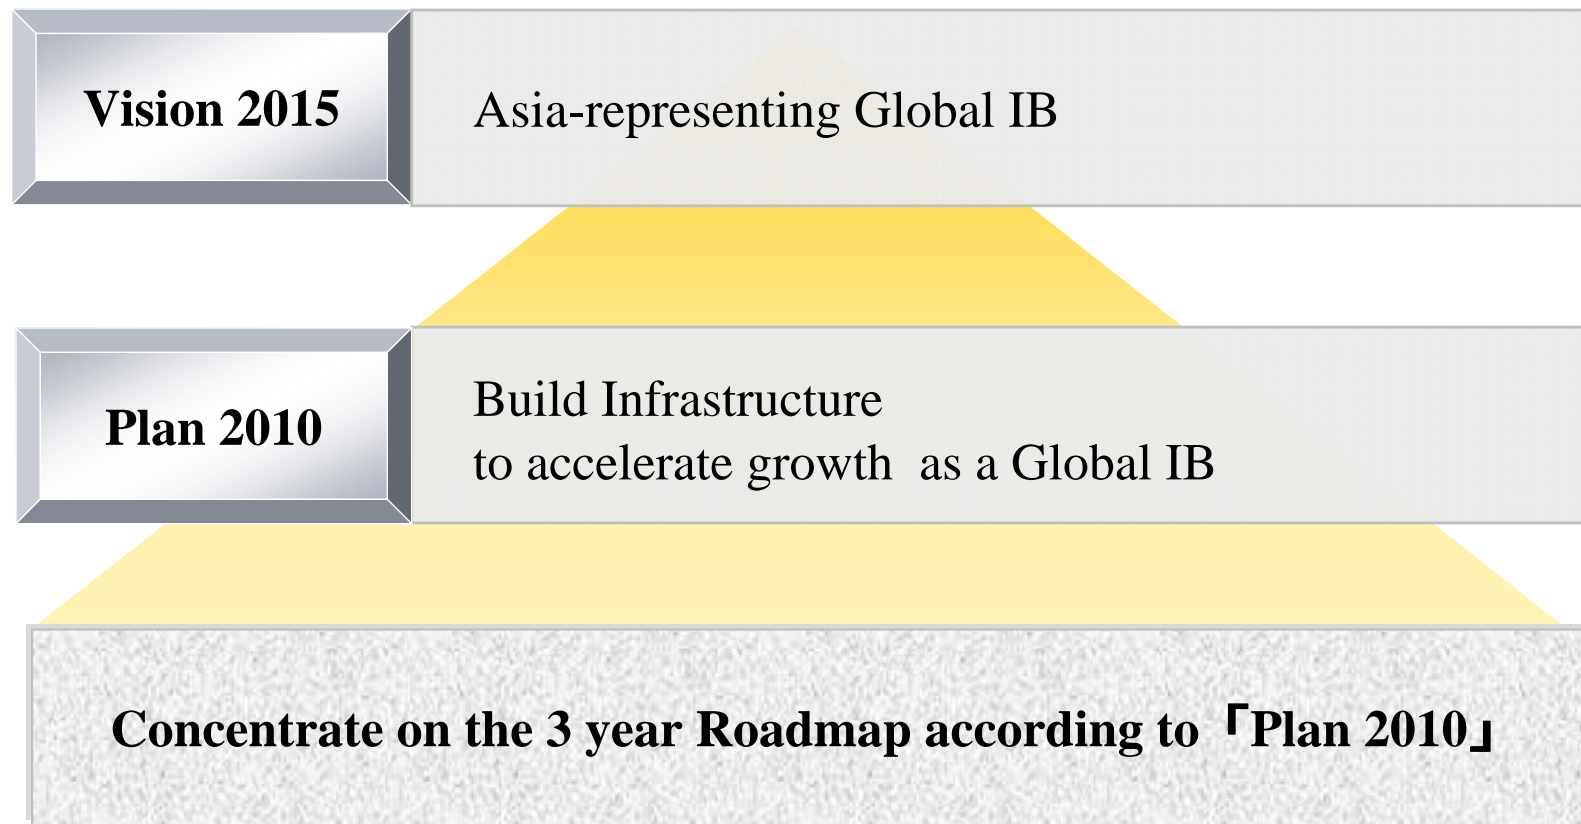 Vision 2015
Asia-representing Global IB
Plan 2010
Build Infrastructure
to accelerate growth  as a Global IB
Concentrate on the 3 year Roadmap according to「Plan 2010」